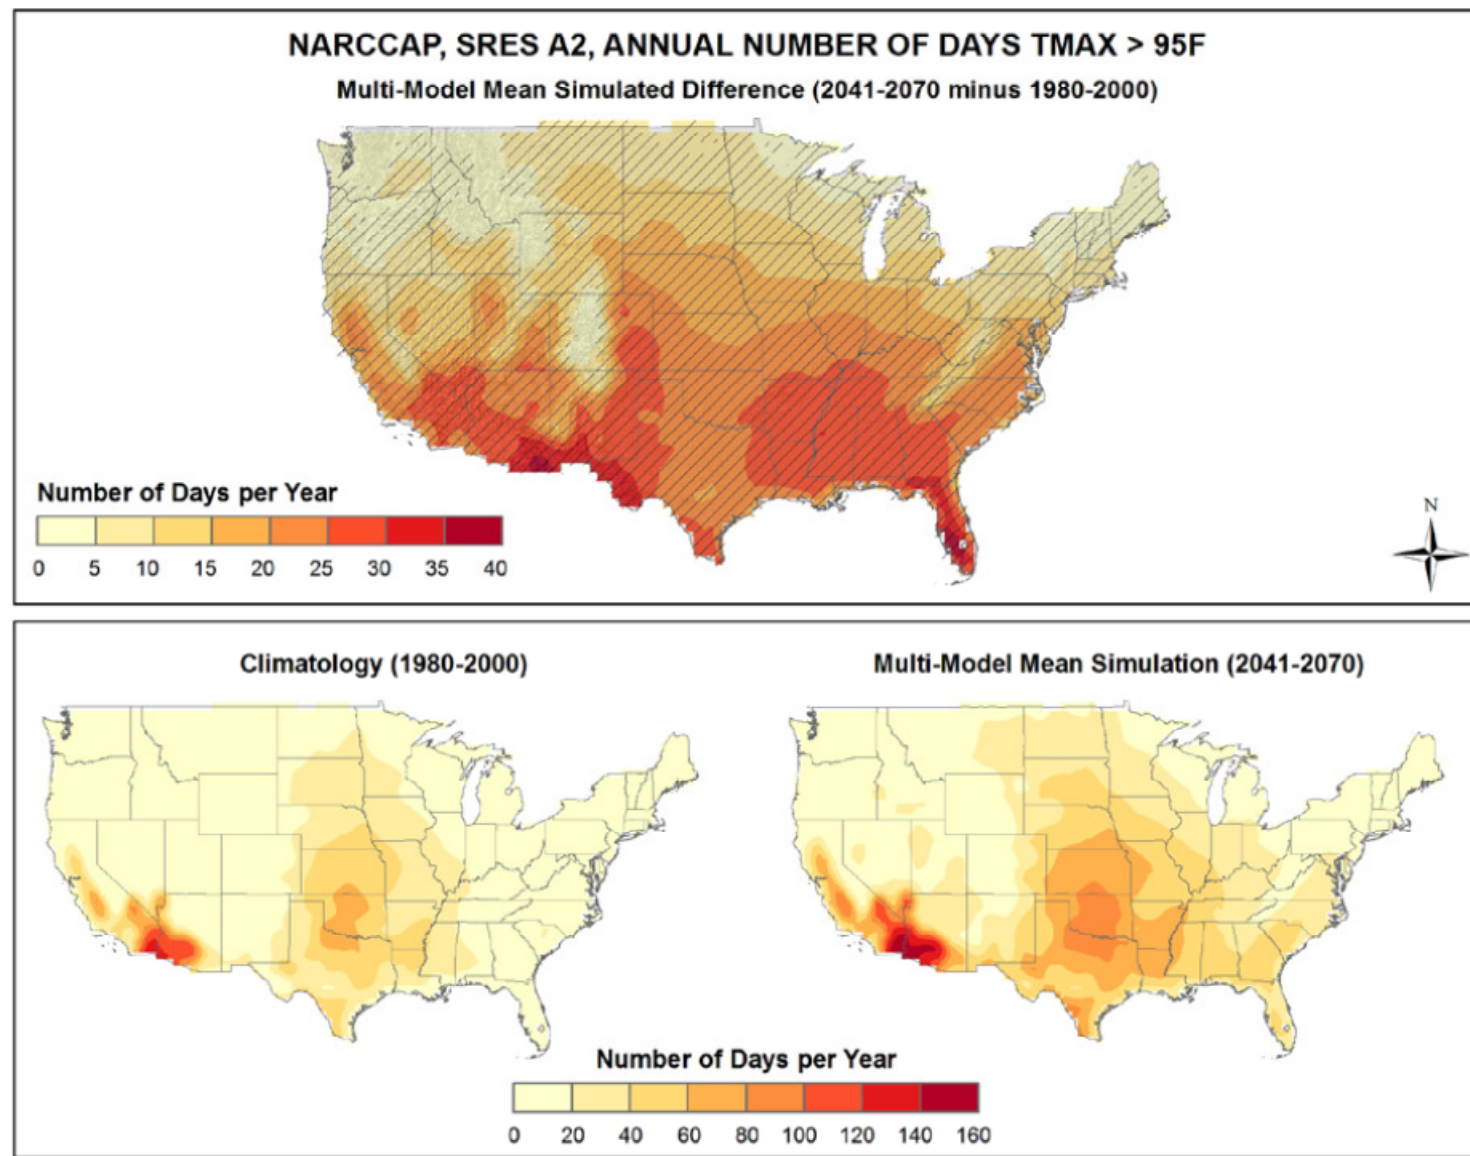 NARCCAP, SRES A2, ANNUAL NUMBER OF DAYS TMAX > 95F
Multi-Model Mean Simulated Difference (2041-2070 minus 1980-2000)
Number of Days per Year
0 5 10 15 20 25 30 35 40
N
Climatology (1980-2000)
Multi-Model Mean Simulation (2041-2070)
Number of Days per Year
0 20 40 60 80 100 120 140 160